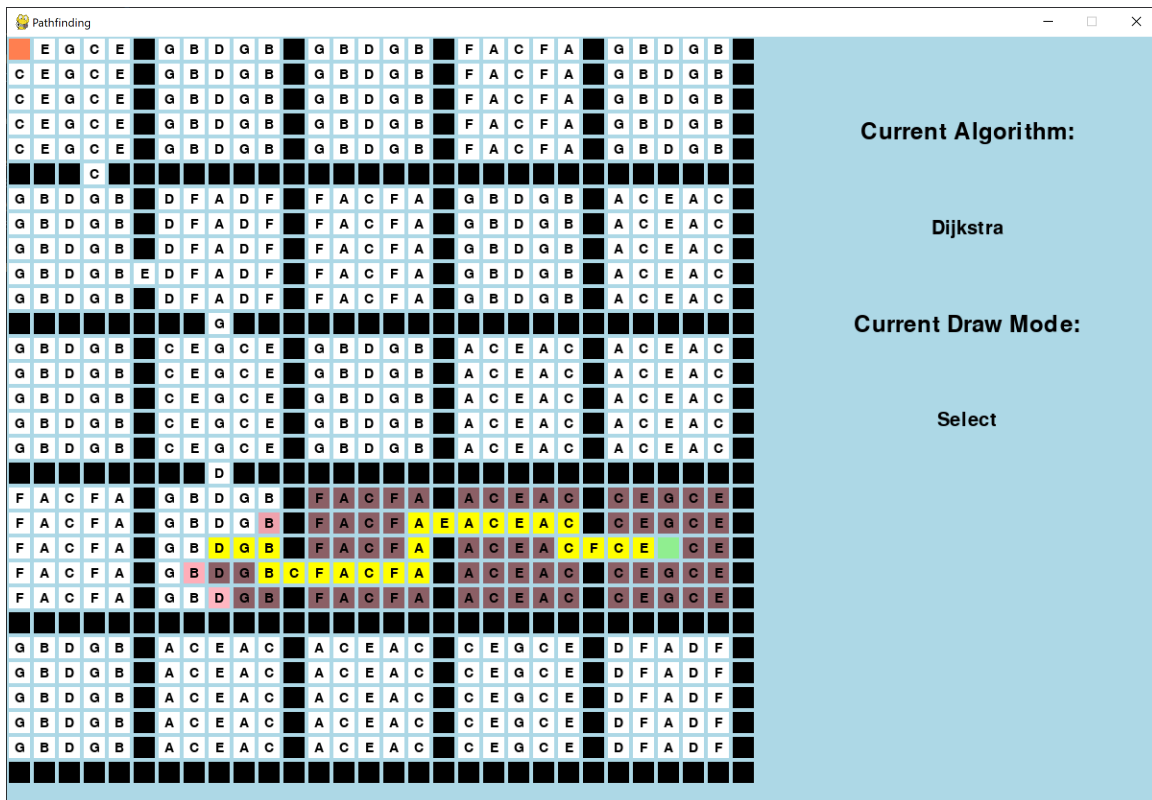 Pathfinding
E G C E G B D G B G B D G B F A C F A G B D G B
C E G C E G B D G B G B D G B F A C F A G B D G B
C E G C E G B D G B G B D G B F A C F A G B D G B
C E G C E G B D G B G B D G B F A C F A G B D G B
C E G C E G B D G B G B D G B F A C F A G B D G B
C
G B D G B D F A D F F A C F A G B D G B A C E A C
G B D G B D F A D F F A C F A G B D G B A C E A C
G B D G B D F A D F F A C F A G B D G B A C E A C
G B D G B E D F A D F F A C F A G B D G B A C E A C
G B D G B D F A D F F A C F A G B D G B A C E A C
G
G B D G B C E G C E G B D G B A C E A C A C E A C
G B D G B C E G C E G B D G B A C E A C A C E A C
G B D G B C E G C E G B D G B A C E A C A C E A C
G B D G B C E G C E G B D G B A C E A C A C E A C
G B D G B C E G C E G B D G B A C E A C A C E A C
D
F A C F A G B D G B F A C F A A C E A C C E G C E
F A C F A G B D G B F A C F A E A C E A C C E G C E
F A C F A G B D G B F A C F A A C E A C F C E C E
F A C F A G B D G B C F A C F A A C E A C C E G C E
F A C F A G B D G B F A C F A A C E A C C E G C E
G B D G B A C E A C A C E A C C E G C E D F A D F
G B D G B A C E A C A C E A C C E G C E D F A D F
G B D G B A C E A C A C E A C C E G C E D F A D F
G B D G B A C E A C A C E A C C E G C E D F A D F
G B D G B A C E A C A C E A C C E G C E D F A D F
Current Algorithm:
Dijkstra
Current Draw Mode:
Select